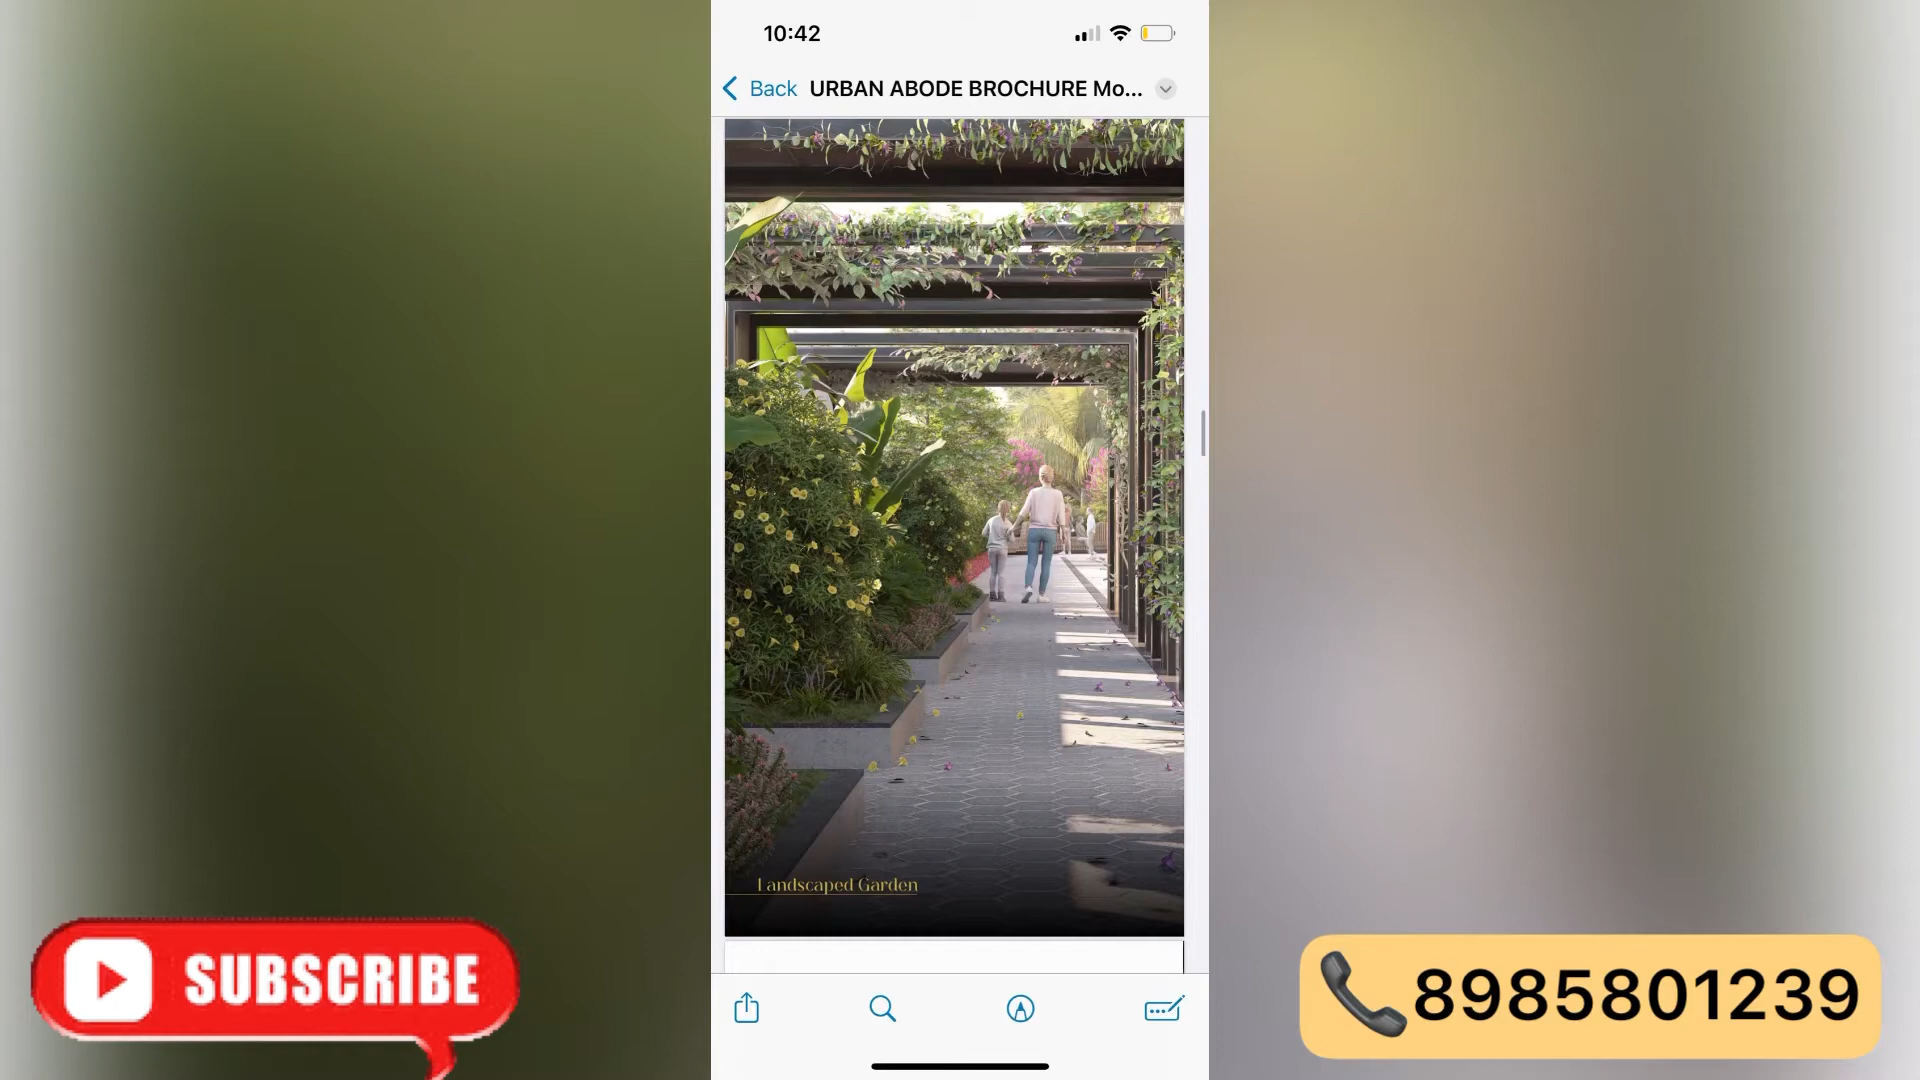 10:42
Back URBAN ABODE BROCHURE Mo...
Landscaped Garden
SUBSCRIBE
8985801239